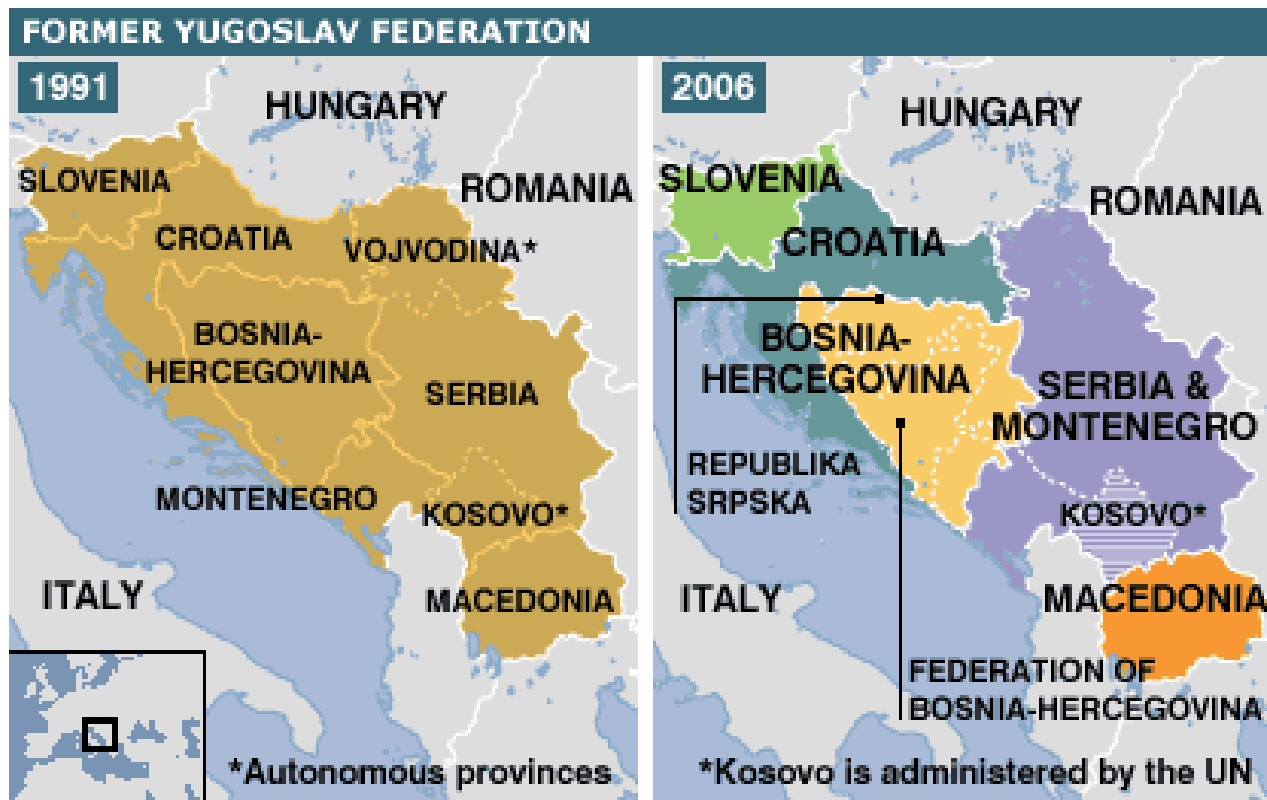 FORMER YUGOSLAV FEDERATION
1991
HUNGARY
SLOVENIA
ROMANIA
CROATIA
VOJVODINA*
BOSNIA-
HERCEGOVINA
SERBIA
MONTENEGRO
KOSOVO*
ITALY
MACEDONIA
*Autonomous provinces
2006
HUNGARY
SLOVENIA
ROMANIA
CROATIA
BOSNIA-
HERCEGOVINA
SERBIA &
MONTENEGRO
REPUBLIKA
SRPSKA
KOSOVO*
ITALY
MACEDONIA
FEDERATION OF
BOSNIA-HERCEGOVINA
*Kosovo is administered by the UN